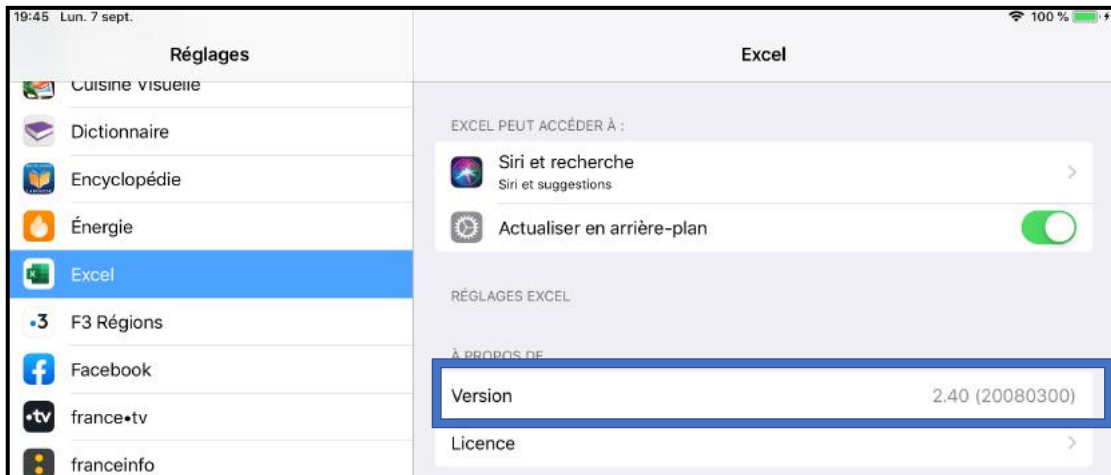 19:45 Lun. 7 sept.
100 %
Réglages
Excel
Cuisine Visuelle
Dictionnaire
Encyclopédie
Énergie
Excel
F3 Régions
Facebook
france•tv
franceinfo
EXCEL PEUT ACCÉDER À :
Siri et recherche
Siri et suggestions
Actualiser en arrière-plan
RÉGLAGES EXCEL
À PROPOS DE
Version 2.40 (20080300)
Licence